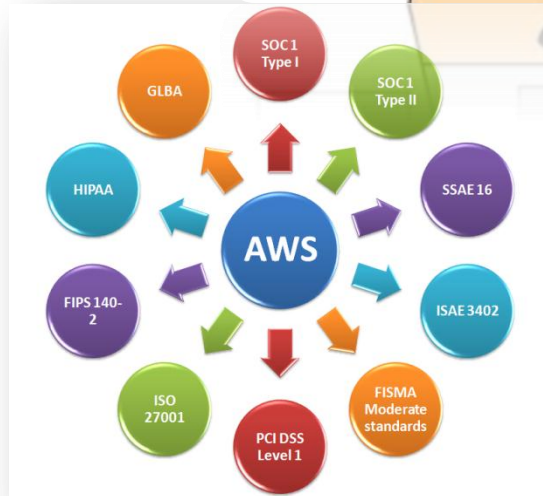 SOC 1
Type I
SOC 1
Type II
SSAE 16
ISAE 3402
FISMA
Moderate
standards
PCI DSS
Level 1
ISO
27001
FIPS 140-
2
HIPAA
GLBA
AWS